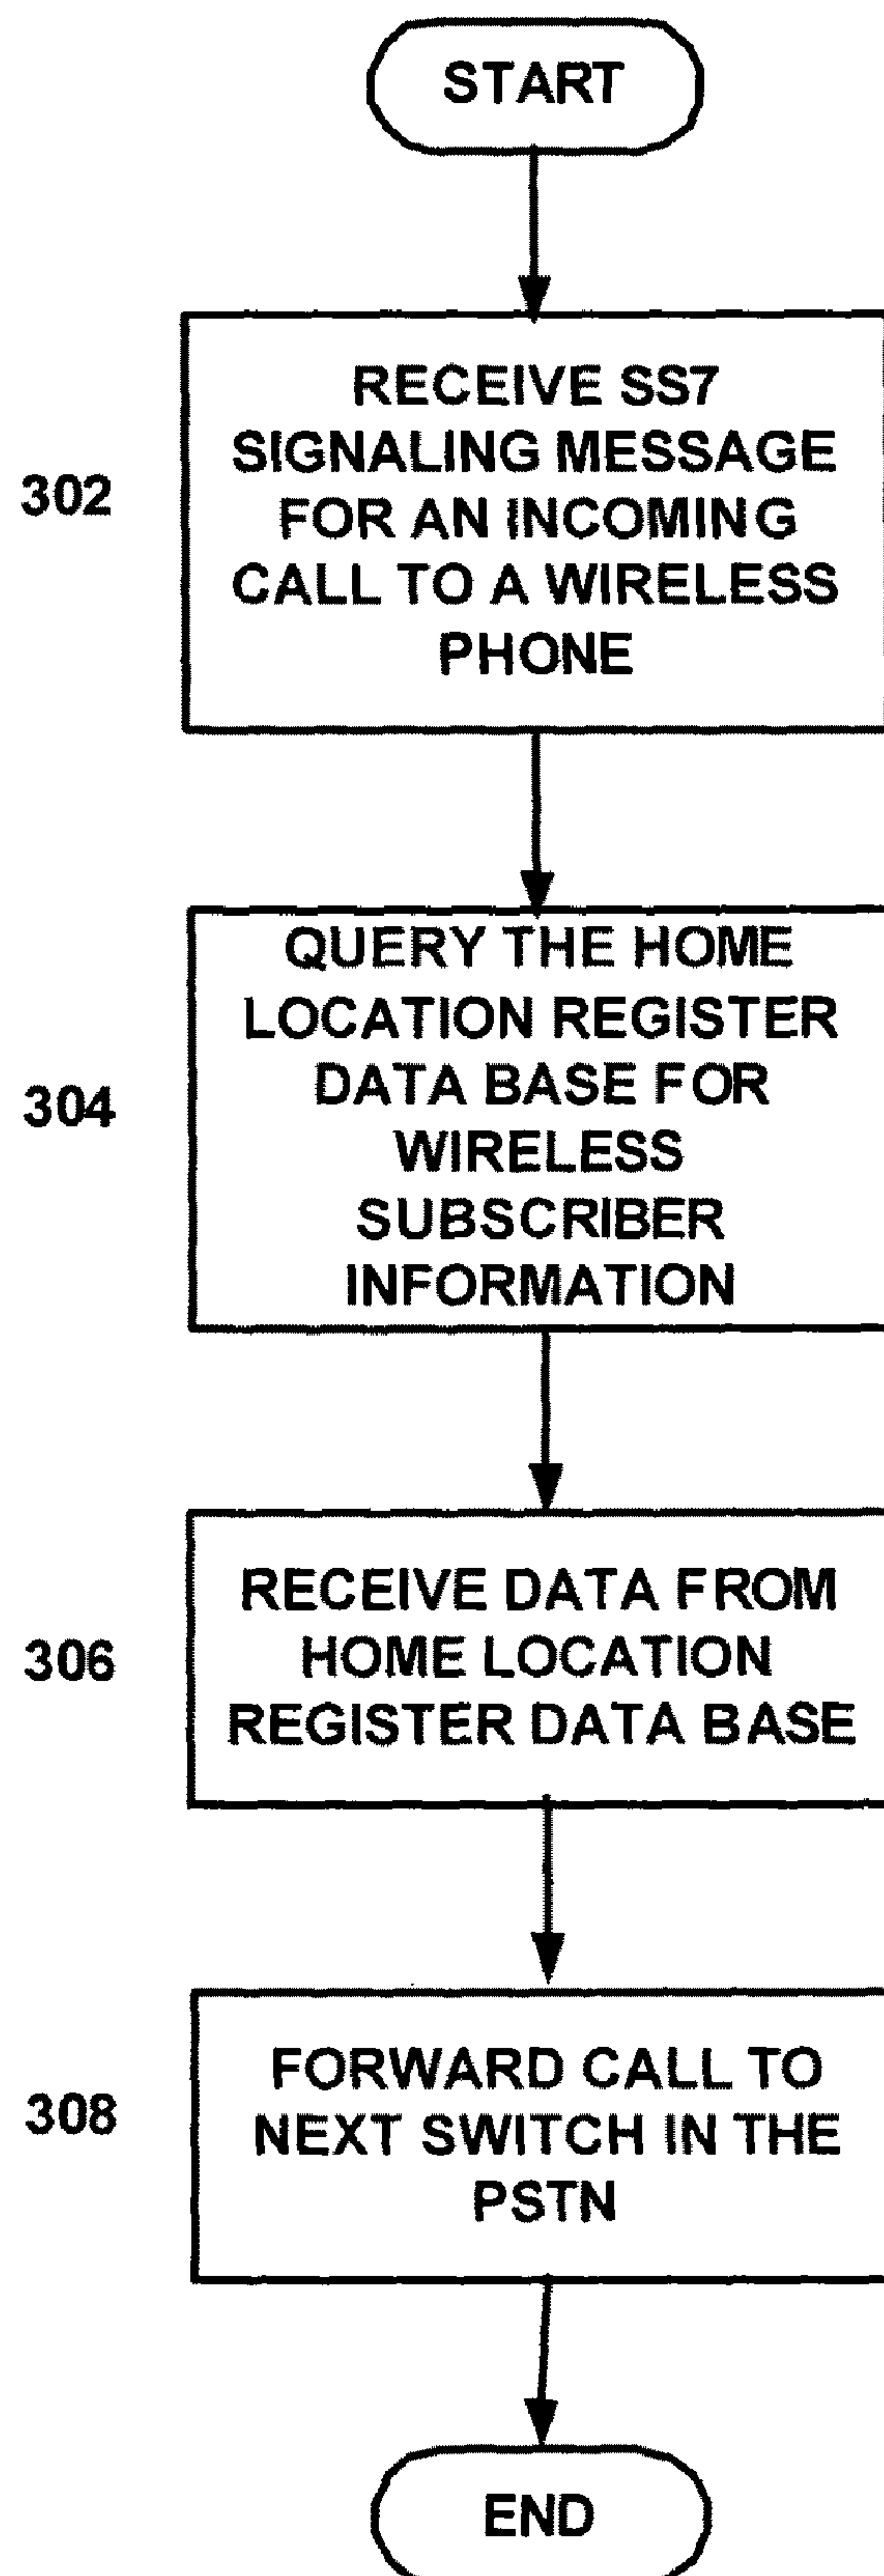 START
302
RECEIVE SS7
SIGNALING MESSAGE
FOR AN INCOMING
CALL TO A WIRELESS
PHONE
304
QUERY THE HOME
LOCATION REGISTER
DATA BASE FOR
WIRELESS
SUBSCRIBER
INFORMATION
306
RECEIVE DATA FROM
HOME LOCATION
REGISTER DATA BASE
308
FORWARD CALL TO
NEXT SWITCH IN THE
PSTN
END